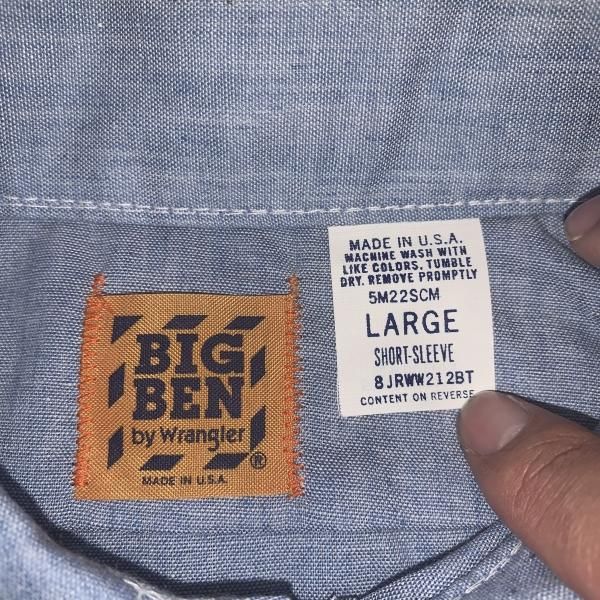 BIG
BEN
by Wrangler
®
MADE IN U.S.A.
MADE IN U.S.A.
MACHINE WASH WITH
LIKE COLORS, TUMBLE
DRY. REMOVE PROMPTLY
5M22SCM
LARGE
SHORT-SLEEVE
8JRWW212BT
CONTENT ON REVERSE